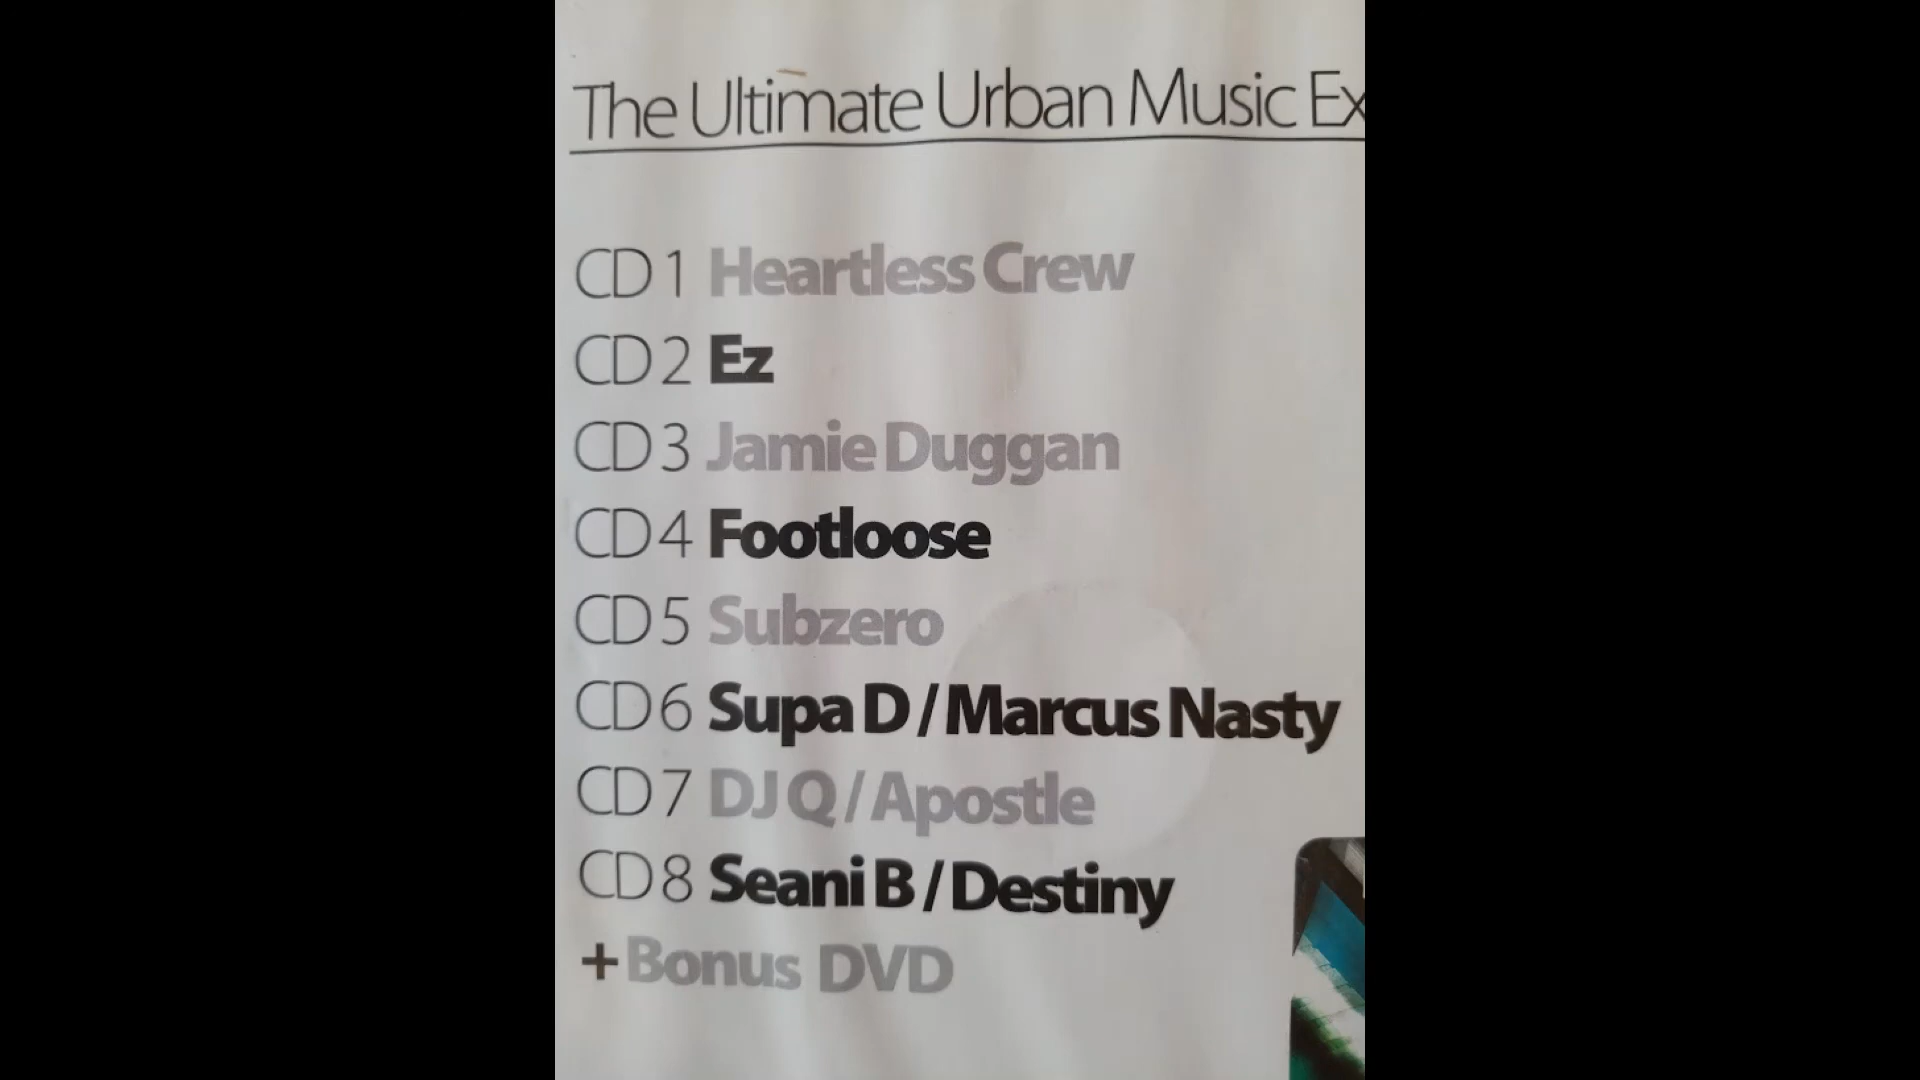 The Ultimate Urban Music Ex
CD1 Heartless Crew
CD2 Ez
CD3 Jamie Duggan
CD4 Footloose
CD5 Subzero
CD6 Supa D / Marcus Nasty
CD7 DJ Q / Apostle
CD8 Seani B / Destiny
+ Bonus DVD